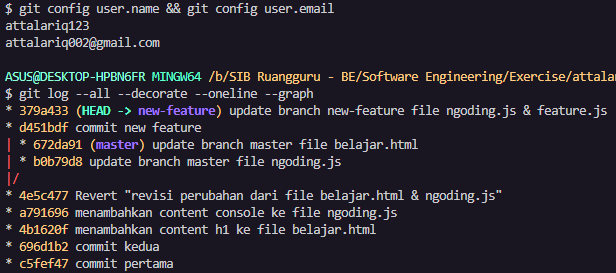 $ git config user.name && git config user.email
attalariq123
attalariq002@gmail.com
ASUS@DESKTOP-HPBN6FR MINGW64 /b/SIB Ruangguru - BE/Software Engineering/Exercise/attalari
$ git log --all --decorate --oneline --graph
* 379a433 (HEAD -> new-feature) update branch new-feature file ngoding.js & feature.js
* d451bdf commit new feature
| * 672da91 (master) update branch master file belajar.html
| * b0b79d8 update branch master file ngoding.js
|/
* 4e5c477 Revert "revisi perubahan dari file belajar.html & ngoding.js"
* a791696 menambahkan content console ke file ngoding.js
* 4b1620f menambahkan content h1 ke file belajar.html
* 696d1b2 commit kedua
* c5fef47 commit pertama